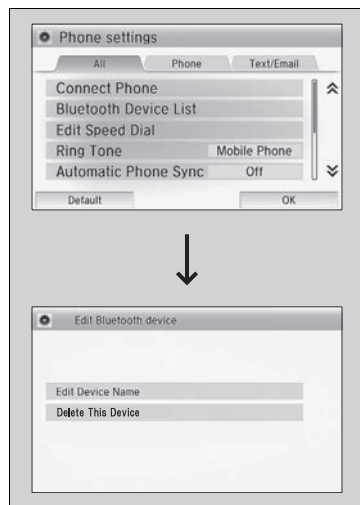 Phone settings
All Phone Text/Email
Connect Phone
Bluetooth Device List
Edit Speed Dial
Ring Tone Mobile Phone
Automatic Phone Sync Off
Default OK
Edit Bluetooth device
Edit Device Name
Delete This Device